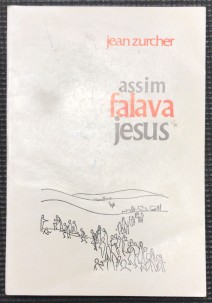 jean zurcher
assim
falava
jesus